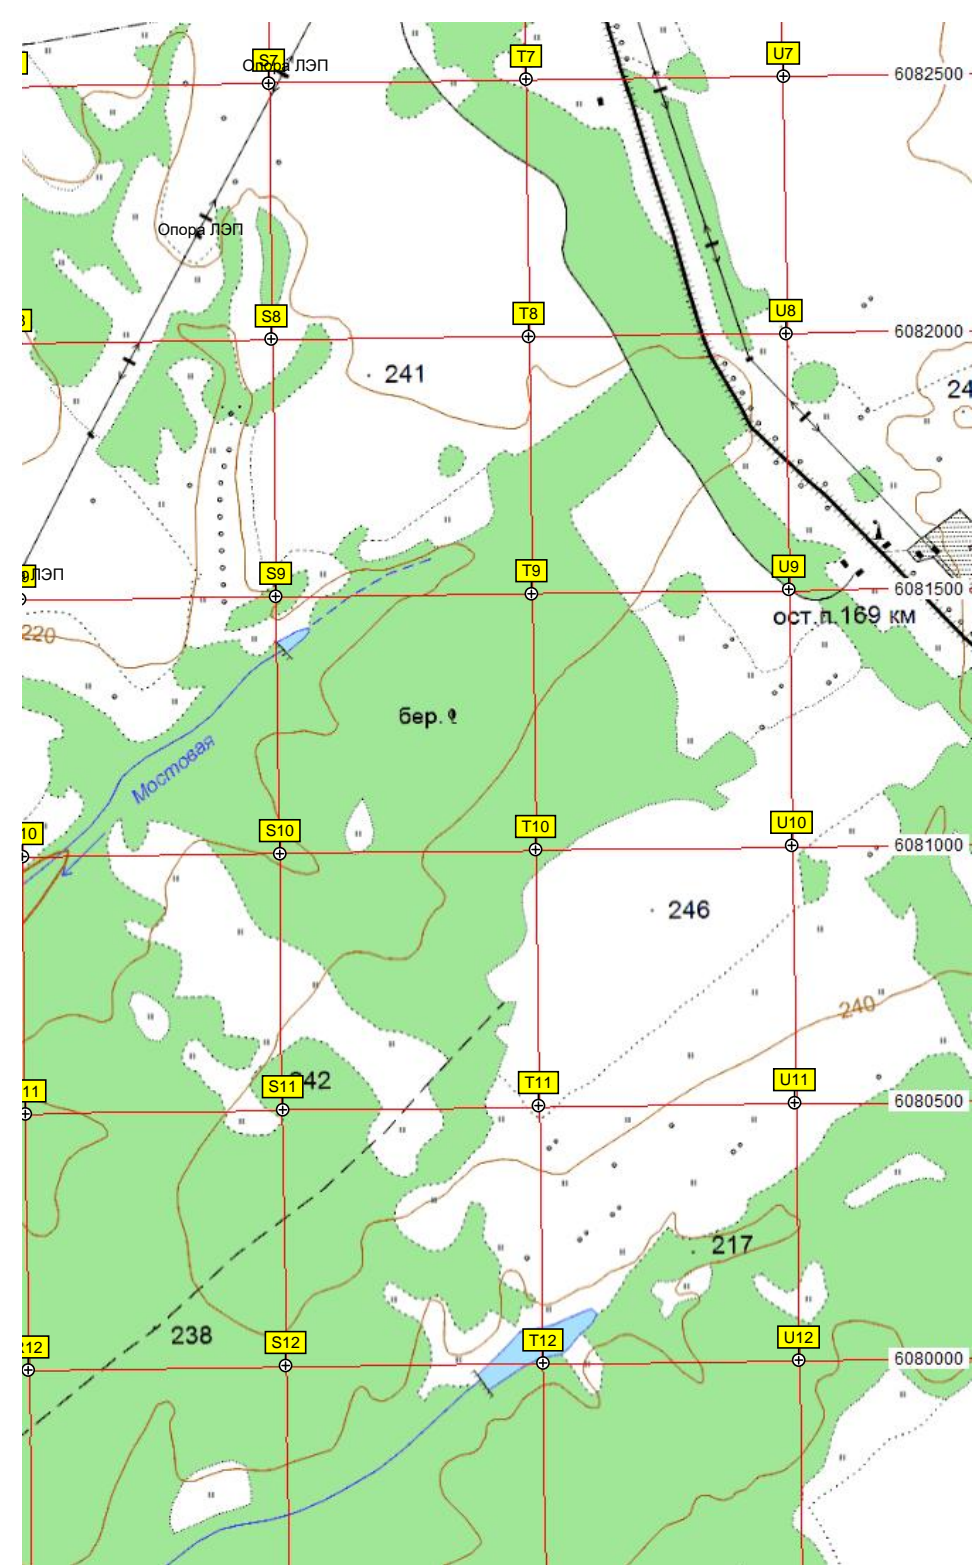 S7
T7
U7
6082500
Опора ЛЭП
Опора ЛЭП
S8
T8
U8
6082000
241
24
S9
T9
U9
6081500
ЛЭП
ост.п.169 км
220
бер.
Мостовая
10
S10
T10
U10
6081000
246
240
11
S11
T11
U11
6080500
242
217
238
12
S12
T12
U12
6080000